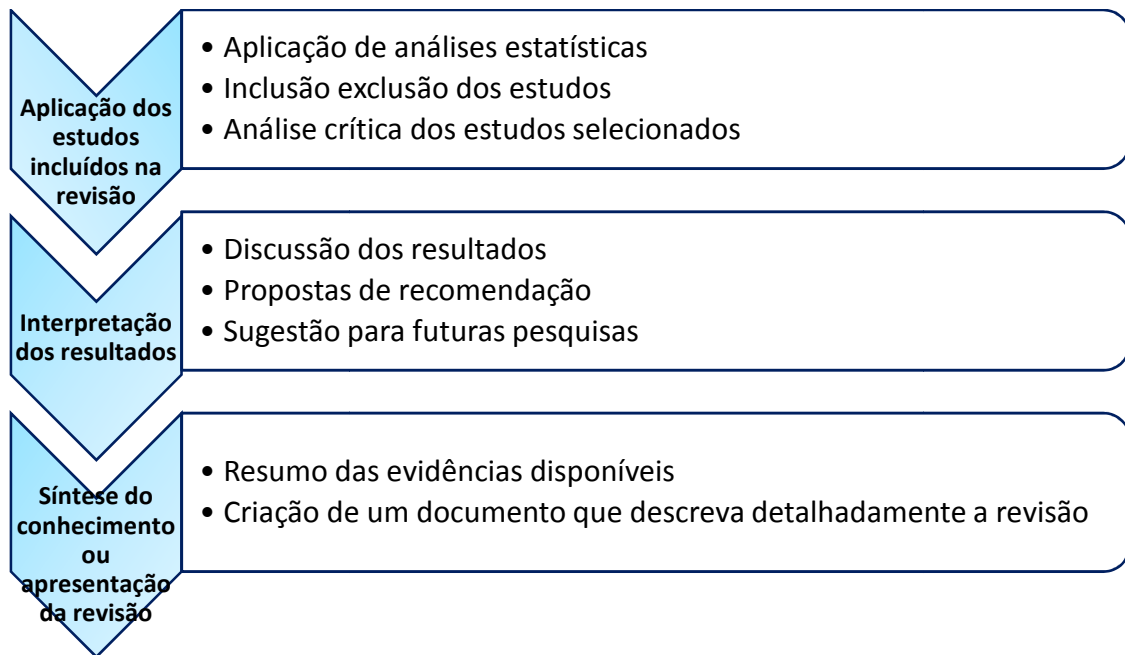 Aplicação dos
estudos
incluídos na
revisão
• Aplicação de análises estatísticas
• Inclusão exclusão dos estudos
• Análise crítica dos estudos selecionados
Interpretação
dos resultados
• Discussão dos resultados
• Propostas de recomendação
• Sugestão para futuras pesquisas
Síntese do
conhecimento
ou
apresentação
da revisão
• Resumo das evidências disponíveis
• Criação de um documento que descreva detalhadamente a revisão